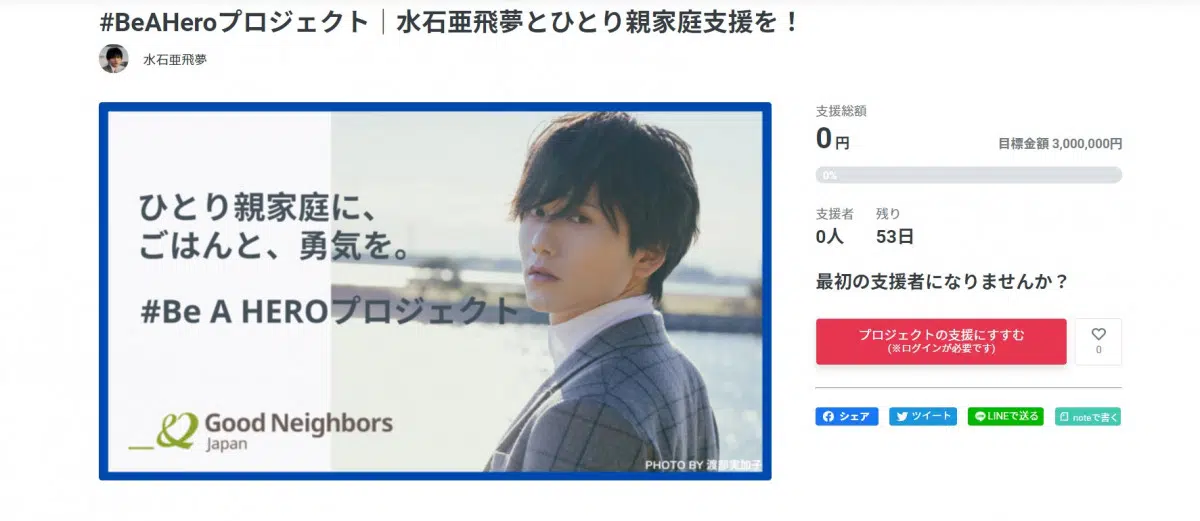 #BeAHeroプロジェクト｜水石亜飛夢とひとり親家庭支援を！
水石亜飛夢
ひとり親家庭に、
ごはんと、勇気を。
#Be A HEROプロジェクト
Good Neighbors
Japan
PHOTO BY 渡部実加子
支援総額
0円
目標金額 3,000,000円
0%
支援者
残り
0人
53日
最初の支援者になりませんか？
プロジェクトの支援にすすむ
(※ログインが必要です)
0
シェア
ツイート
LINEで送る
noteで書く